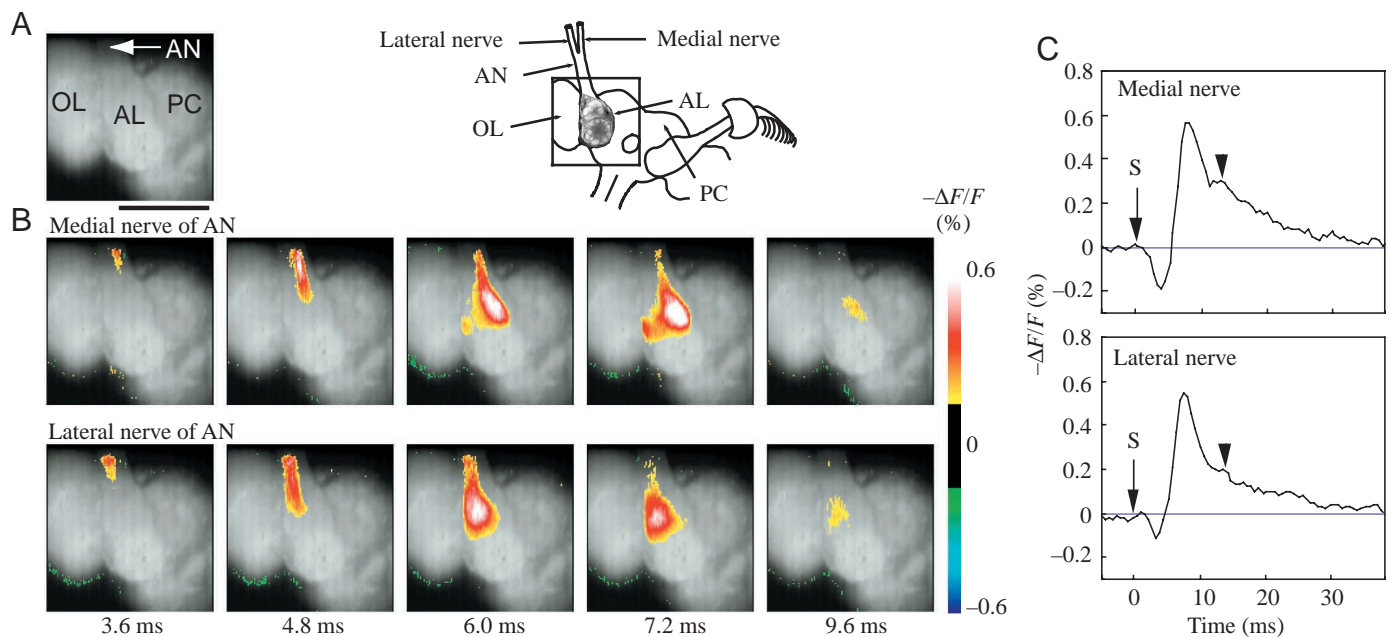 A
AN
OL
AL
PC
Lateral nerve
Medial nerve
AN
AL
OL
PC
B
Medial nerve of AN
Lateral nerve of AN
3.6 ms
4.8 ms
6.0 ms
7.2 ms
9.6 ms
–ΔF/F
(%)
0.6
0
–0.6
C
0.8
Medial nerve
0.6
0.4
S
0.2
0
–0.2
–ΔF/F (%)
0.8
Lateral nerve
0.6
0.4
S
0.2
0
–0.2
0
10
20
30
Time (ms)